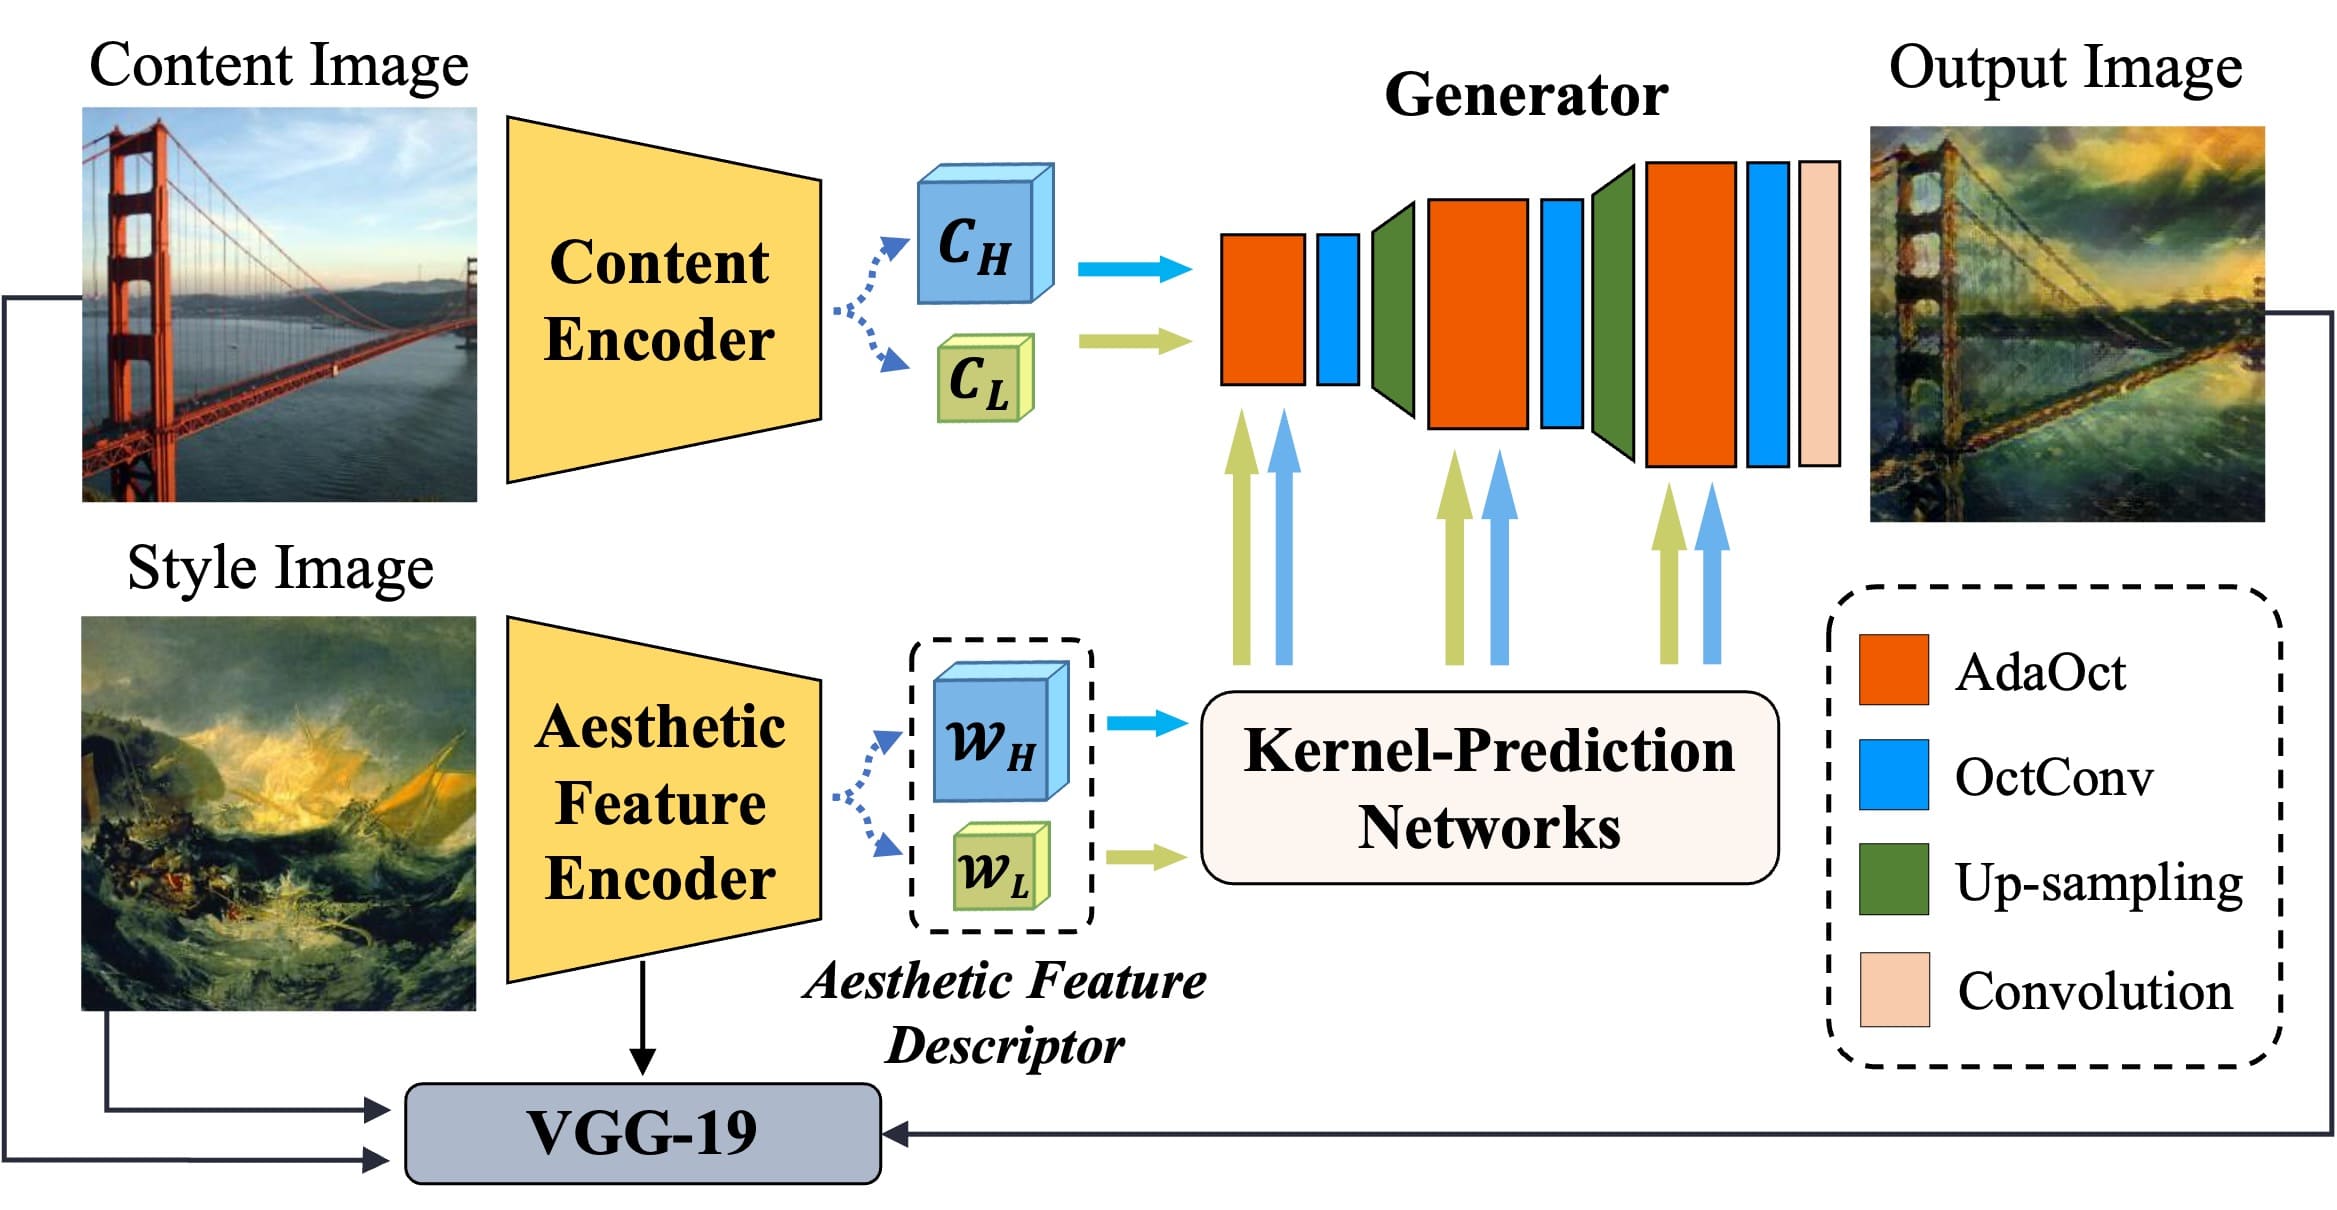 Content Image
Generator
Output Image
Content
Encoder
C_H
C_L
Style Image
Aesthetic
Feature
Encoder
w_H
w_L
Aesthetic Feature
Descriptor
Kernel-Prediction
Networks
AdaOct
OctConv
Up-sampling
Convolution
VGG-19